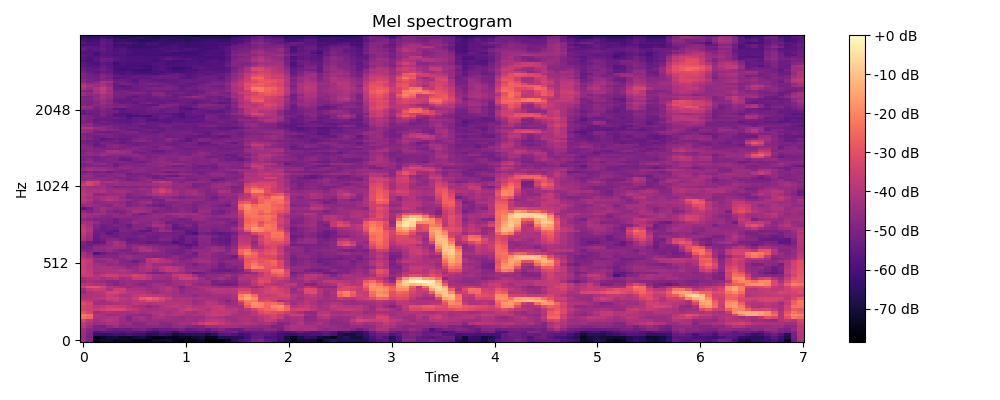 Mel spectrogram
+0 dB
-10 dB
-20 dB
-30 dB
-40 dB
-50 dB
-60 dB
-70 dB
Hz
2048
1024
512
0
0 1 2 3 4 5 6 7
Time